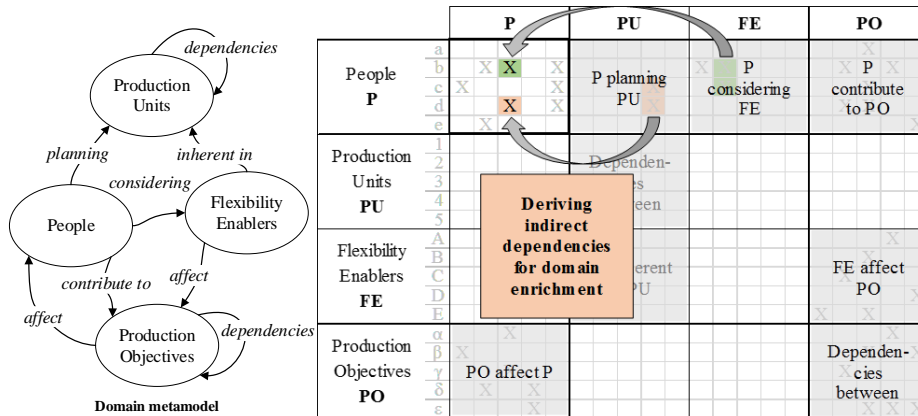 dependencies
Production
Units
planning
inherent in
considering
People
Flexibility
Enablers
contribute to
affect
affect
Production
Objectives
dependencies
Domain metamodel
P PU FE PO
People
P
a
b
c
d
e
X
X X X X
X X
X X
X
P planning
PU
P
considering
FE
P
contribute
to PO
Production
Units
PU
1
2
3
4
5
Dependen-
Deriving
indirect
dependencies
for domain
enrichment
Flexibility
Enablers
FE
A
B
C
D
E
PU
FE affect
PO
Production
Objectives
PO
α
β
γ
δ
ε
PO affect P
Dependen-
cies
between